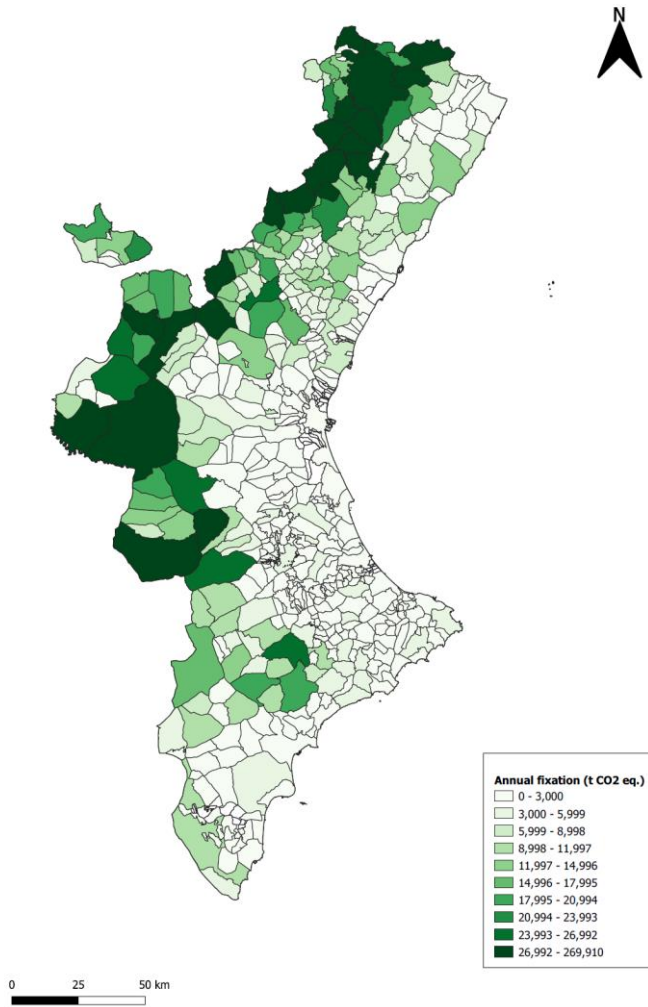 N
Annual fixation (t CO2 eq.)
0 - 3,000
3,000 - 5,999
5,999 - 8,998
8,998 - 11,997
11,997 - 14,996
14,996 - 17,995
17,995 - 20,994
20,994 - 23,993
23,993 - 26,992
26,992 - 269,910
0 25 50 km